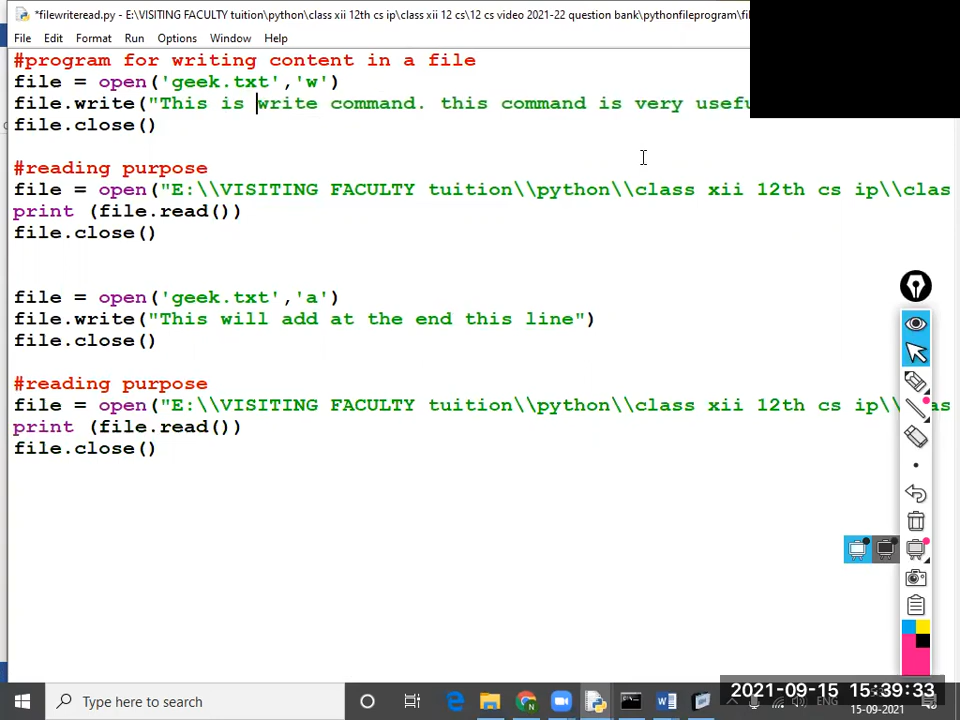 *filewriteread.py - E:\VISITING FACULTY tuition\python\class xii 12th cs ip\class xii 12 cs\12 cs video 2021-22 question bank\pythonfileprogram\fil
File Edit Format Run Options Window Help
#program for writing content in a file
file = open('geek.txt','w')
file.write("This is write command. this command is very usefu
file.close()
#reading purpose
file = open("E:\\VISITING FACULTY tuition\\python\\class xii 12th cs ip\\clas
print (file.read())
file.close()
file = open('geek.txt','a')
file.write("This will add at the end this line")
file.close()
#reading purpose
file = open("E:\\VISITING FACULTY tuition\\python\\class xii 12th cs ip\\ as
print (file.read())
file.close()
Type here to search
ENG
2021-09-15 15:39:33
15-09-2021